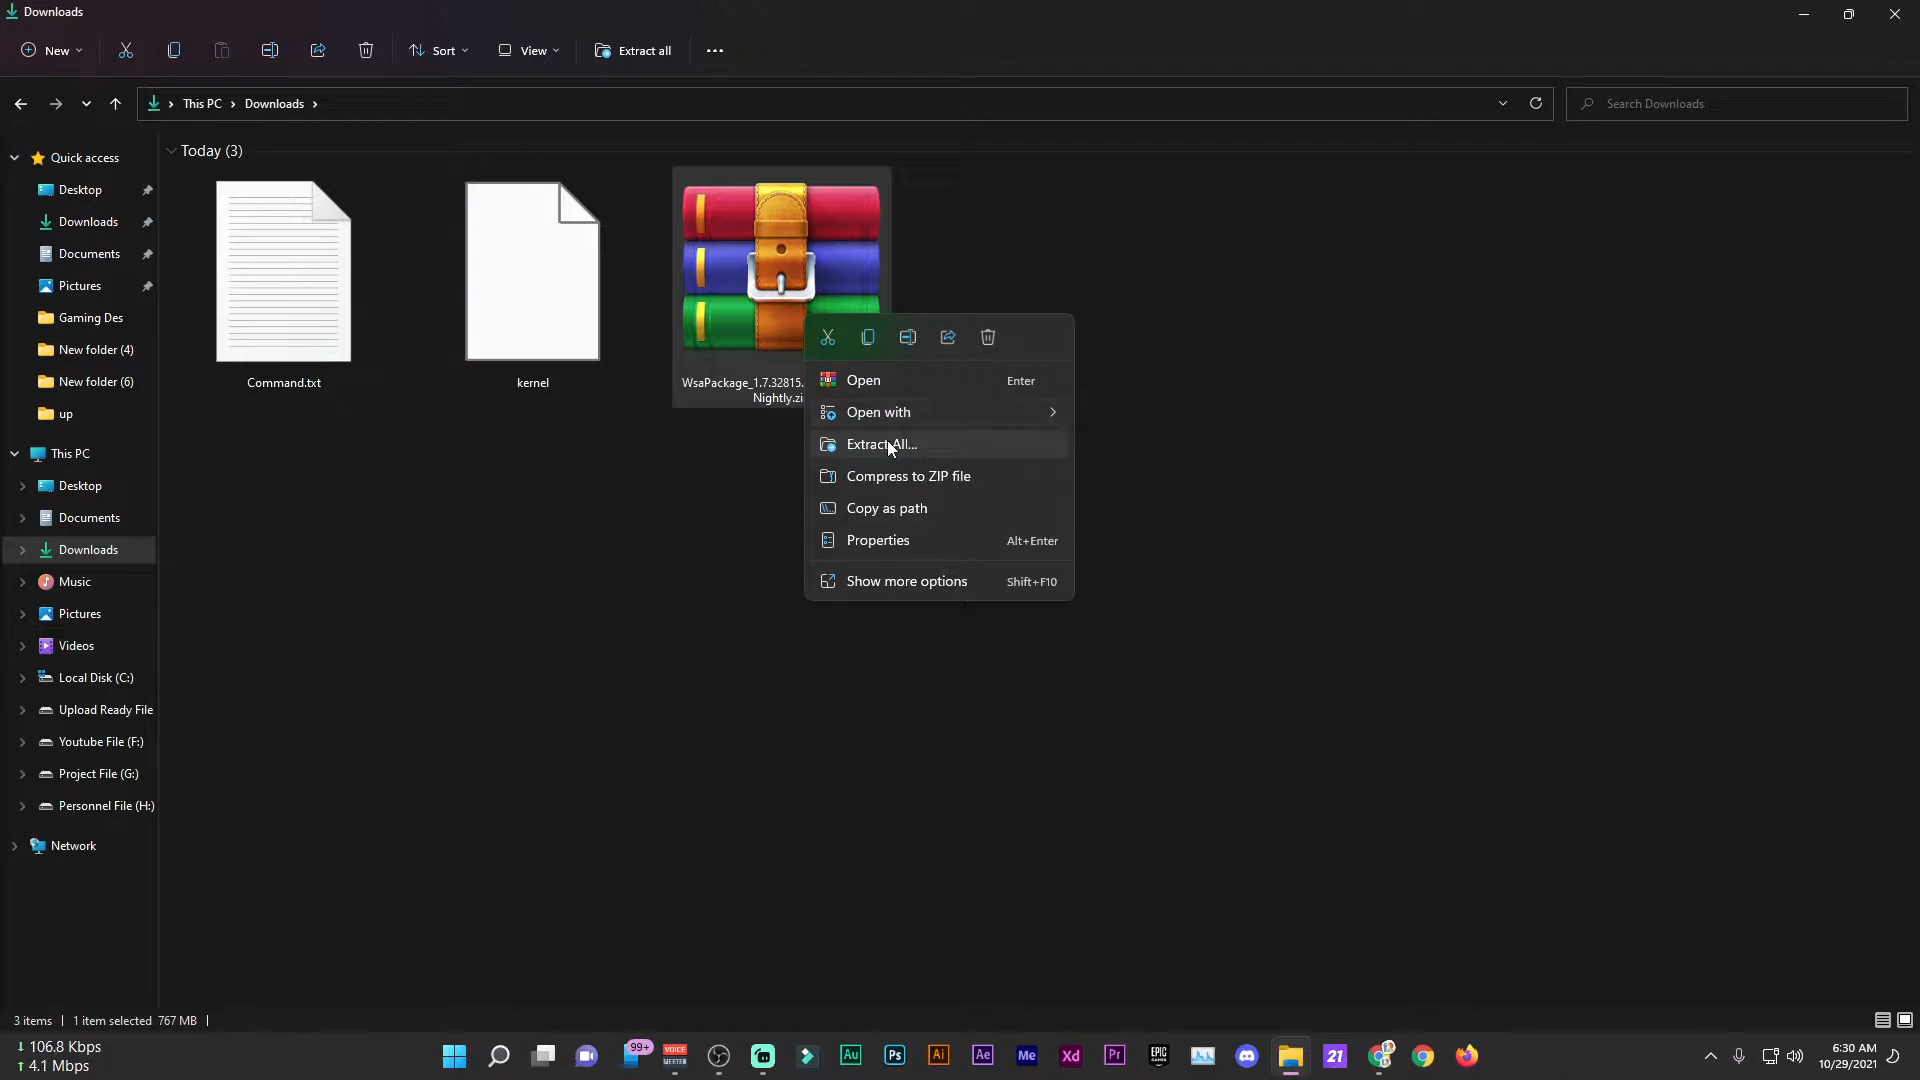 Downloads
New
Sort
View
Extract all
This PC
Downloads
Search Downloads
Quick access
Desktop
Downloads
Documents
Pictures
Gaming Des
New folder (4)
New folder (6)
up
This PC
Desktop
Documents
Downloads
Music
Pictures
Videos
Local Disk (C:)
Upload Ready File
Youtube File (F:)
Project File (G:)
Personnel File (H:)
Network
Today (3)
Command.txt
kernel
WsaPackage_1.7.32815.
Nightly.zi
Open Enter
Open with
Extract All...
Compress to ZIP file
Copy as path
Properties Alt+Enter
Show more options Shift+F10
3 items 1 item selected 767 MB
106.8 Kbps
4.1 Mbps
99+
VOICE
MEETER
Au
Ps
Ai
Ae
Me
Xd
Pr
EPIC
GAMES
21
6:30 AM
10/29/2021